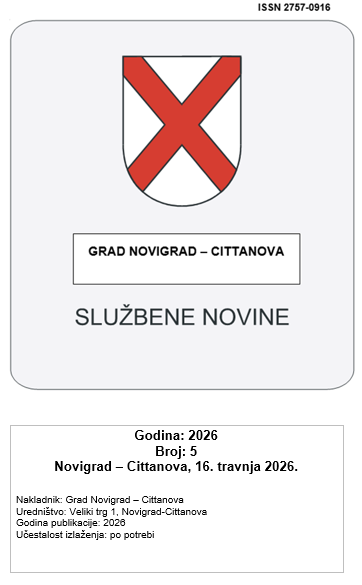 ISSN 2757-0916
GRAD NOVIGRAD – CITTANOVA
SLUŽBENE NOVINE
Godina: 2026
Broj: 5
Novigrad – Cittanova, 16. travnja 2026.
Nakladnik: Grad Novigrad – Cittanova
Uredništvo: Veliki trg 1, Novigrad-Cittanova
Godina publikacije: 2026
Učestalost izlaženja: po potrebi